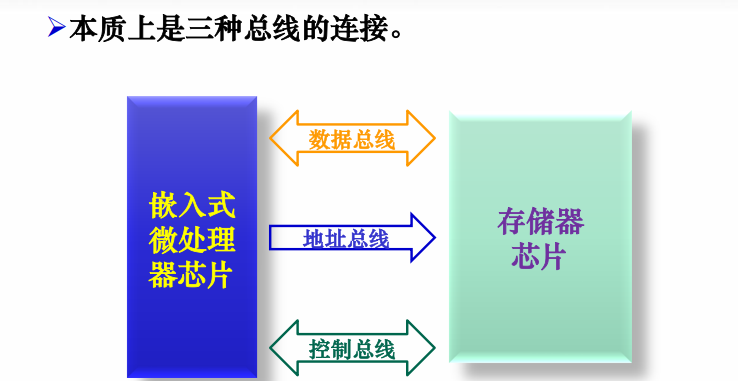 ➢本质上是三种总线的连接。
数据总线
嵌入式
微处理
器芯片
地址总线
存储器
芯片
控制总线